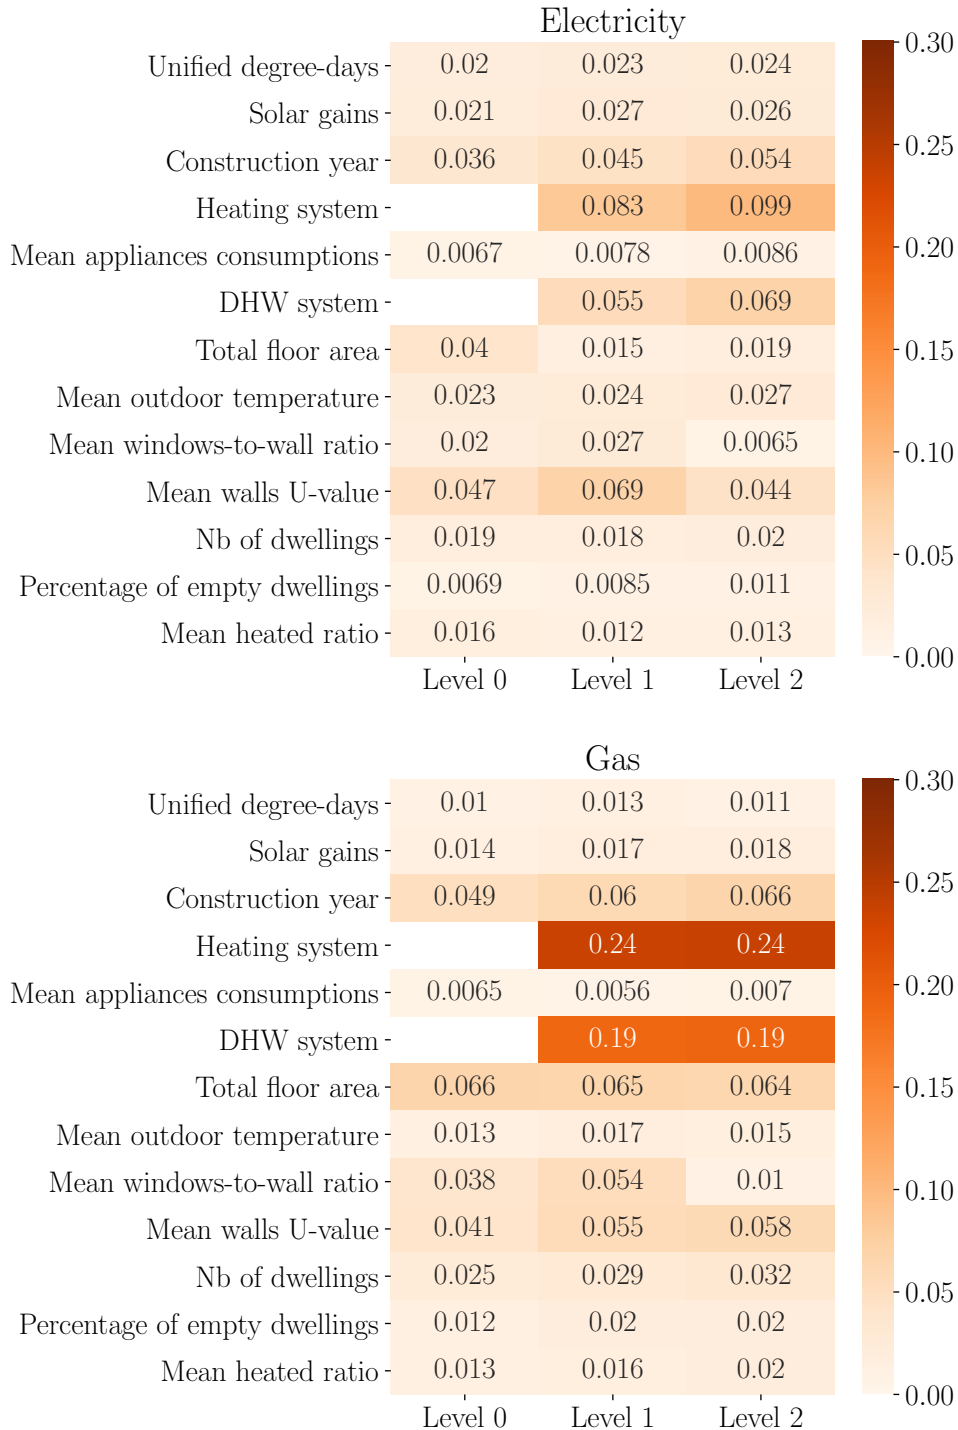 Electricity
Unified degree-days 0.02 0.023 0.024
Solar gains 0.021 0.027 0.026
Construction year 0.036 0.045 0.054
Heating system 0.083 0.099
Mean appliances consumptions 0.0067 0.0078 0.0086
DHW system 0.055 0.069
Total floor area 0.04 0.015 0.019
Mean outdoor temperature 0.023 0.024 0.027
Mean windows-to-wall ratio 0.02 0.027 0.0065
Mean walls U-value 0.047 0.069 0.044
Nb of dwellings 0.019 0.018 0.02
Percentage of empty dwellings 0.0069 0.0085 0.011
Mean heated ratio 0.016 0.012 0.013
Level 0 Level 1 Level 2
0.30
0.25
0.20
0.15
0.10
0.05
0.00
Gas
Unified degree-days 0.01 0.013 0.011
Solar gains 0.014 0.017 0.018
Construction year 0.049 0.06 0.066
Heating system 0.24 0.24
Mean appliances consumptions 0.0065 0.0056 0.007
DHW system 0.19 0.19
Total floor area 0.066 0.065 0.064
Mean outdoor temperature 0.013 0.017 0.015
Mean windows-to-wall ratio 0.038 0.054 0.01
Mean walls U-value 0.041 0.055 0.058
Nb of dwellings 0.025 0.029 0.032
Percentage of empty dwellings 0.012 0.02 0.02
Mean heated ratio 0.013 0.016 0.02
Level 0 Level 1 Level 2
0.30
0.25
0.20
0.15
0.10
0.05
0.00